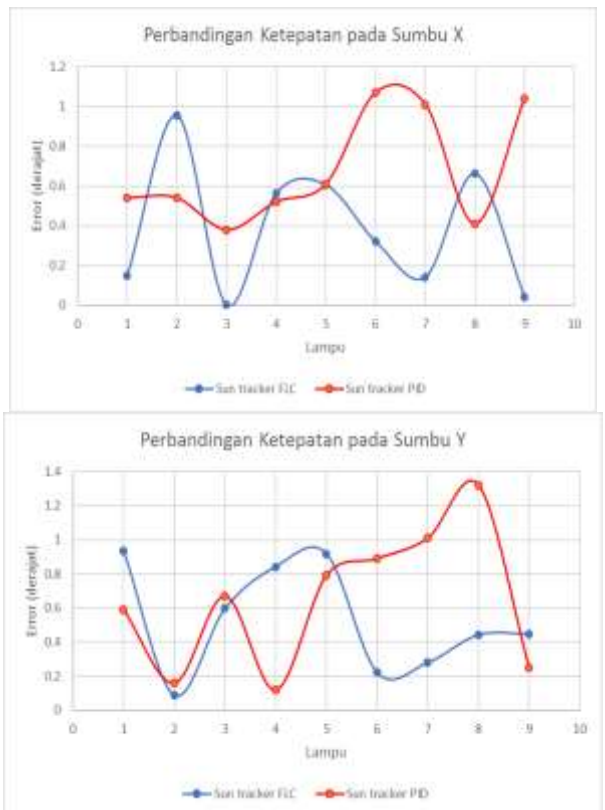 Perbandingan Ketepatan pada Sumbu X
1.2
1
0.8
0.6
0.4
0.2
0
Error (derajat)
0 1 2 3 4 5 6 7 8 9 10
Lampu
Sun tracker FLC Sun tracker PID
Perbandingan Ketepatan pada Sumbu Y
1.4
1.2
1
0.8
0.6
0.4
0.2
0
Error (derajat)
0 1 2 3 4 5 6 7 8 9 10
Lampu
Sun tracker FLC Sun tracker PID